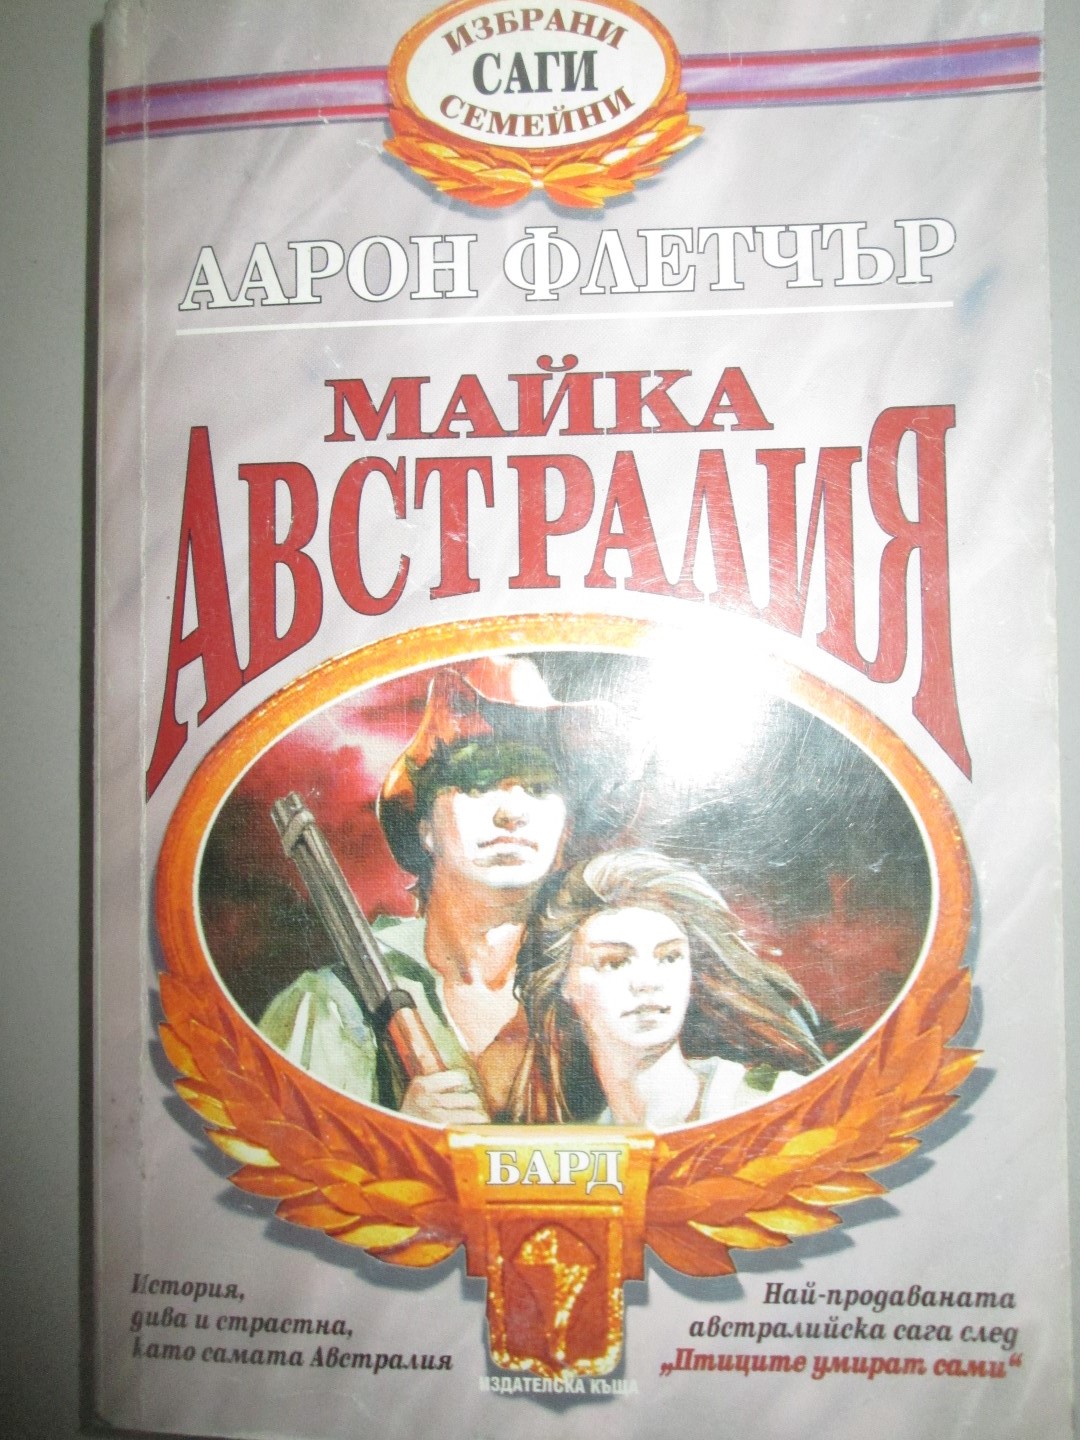 ИЗБРАНИ
САГИ
СЕМЕЙНИ
ААРОН ФЛЕТЧЪР
МАЙКА
АВСТРАЛИЯ
БАРД
История,
дива и страстна,
като самата Австралия
Най-продаваната
австралийска сага след
„Птиците умират сами“
ИЗДАТЕЛСКА КЪЩА